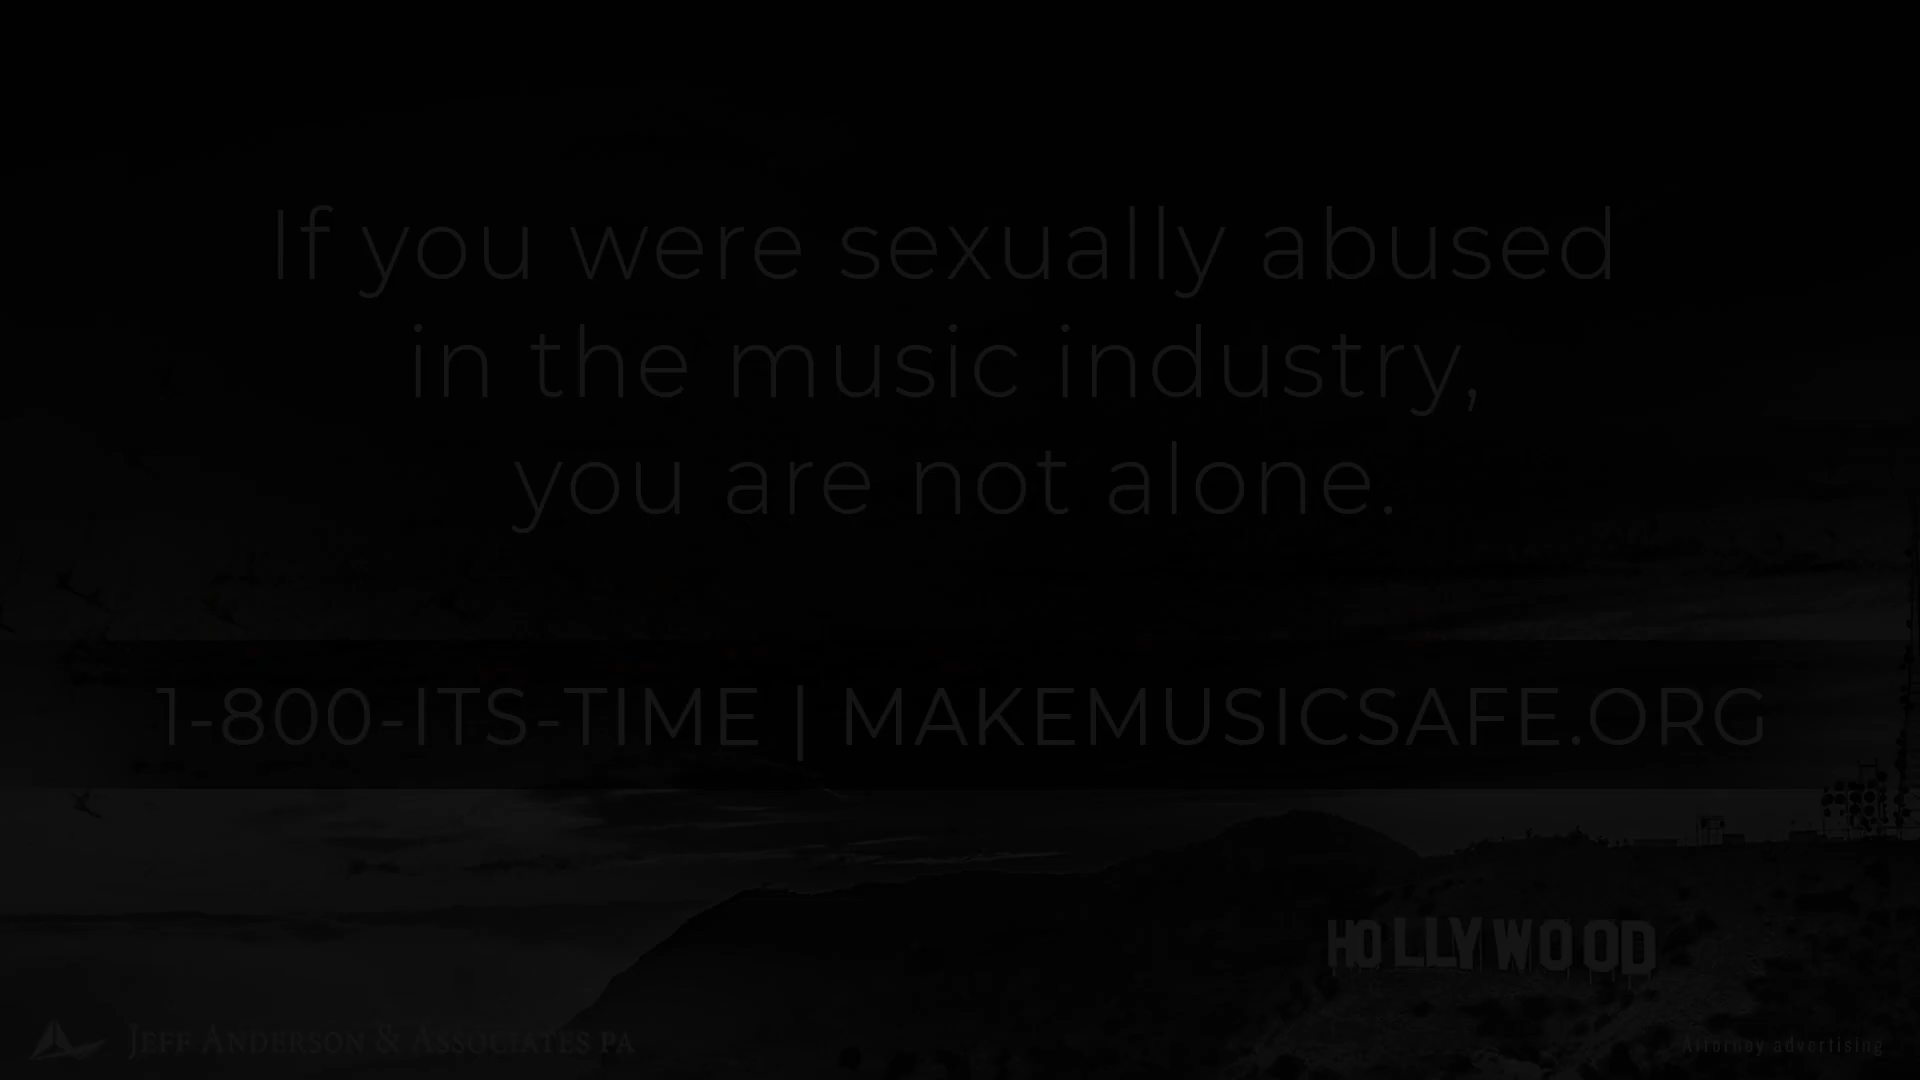 If you were sexually abused
in the music industry,
you are not alone.
1-800-ITS-TIME | MAKEMUSICSAFE.ORG
HOLLYWOOD
JEFF ANDERSON & ASSOCIATES PA
Attorney advertising